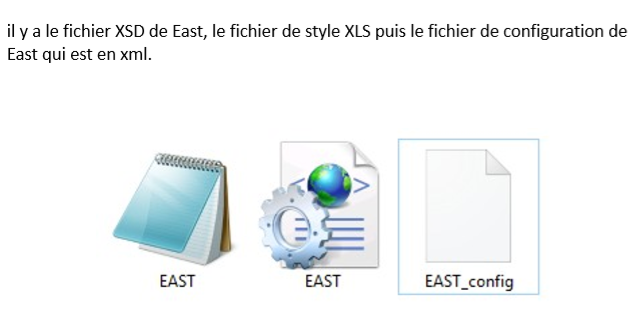 il y a le fichier XSD de East, le fichier de style XLS puis le fichier de configuration de
East qui est en xml.
EAST
EAST
EAST_config